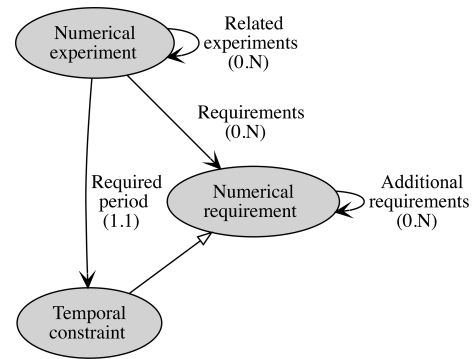 Numerical
experiment
Related
experiments
(0.N)
Requirements
(0.N)
Required
period
(1.1)
Numerical
requirement
Additional
requirements
(0.N)
Temporal
constraint